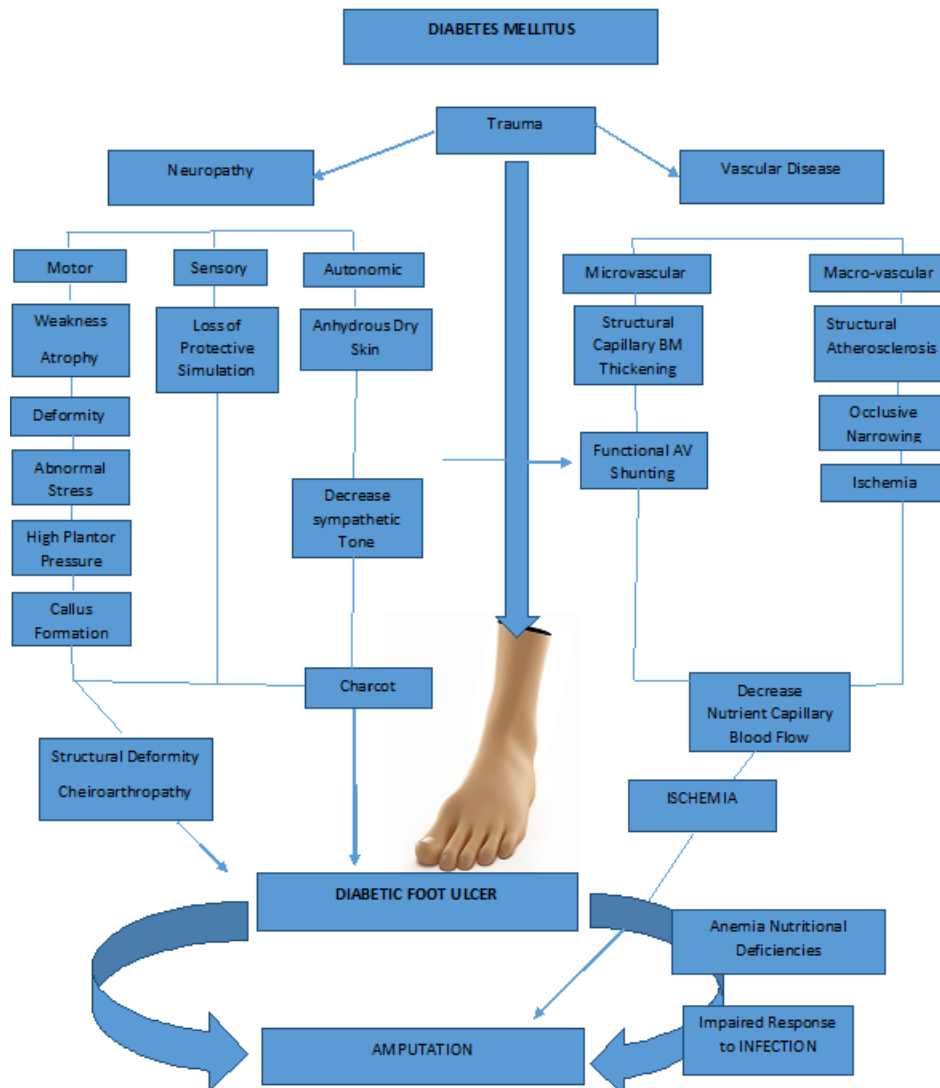 DIABETES MELLITUS
Trauma
Neuropathy
Vascular Disease
Motor
Sensory
Autonomic
Microvascular
Macro-vascular
Weakness
Atrophy
Loss of
Protective
Simulation
Anhydrous Dry
Skin
Structural
Capillary BM
Thickening
Structural
Atherosclerosis
Deformity
Occlusive
Narrowing
Abnormal
Stress
Functional AV
Shunting
Ischemia
Decrease
sympathetic
Tone
High Plantor
Pressure
Callus
Formation
Charcot
Decrease
Nutrient Capillary
Blood Flow
Structural Deformity
Cheiroarthropathy
ISCHEMIA
DIABETIC FOOT ULCER
Anemia Nutritional
Deficiencies
Impaired Response
to INFECTION
AMPUTATION